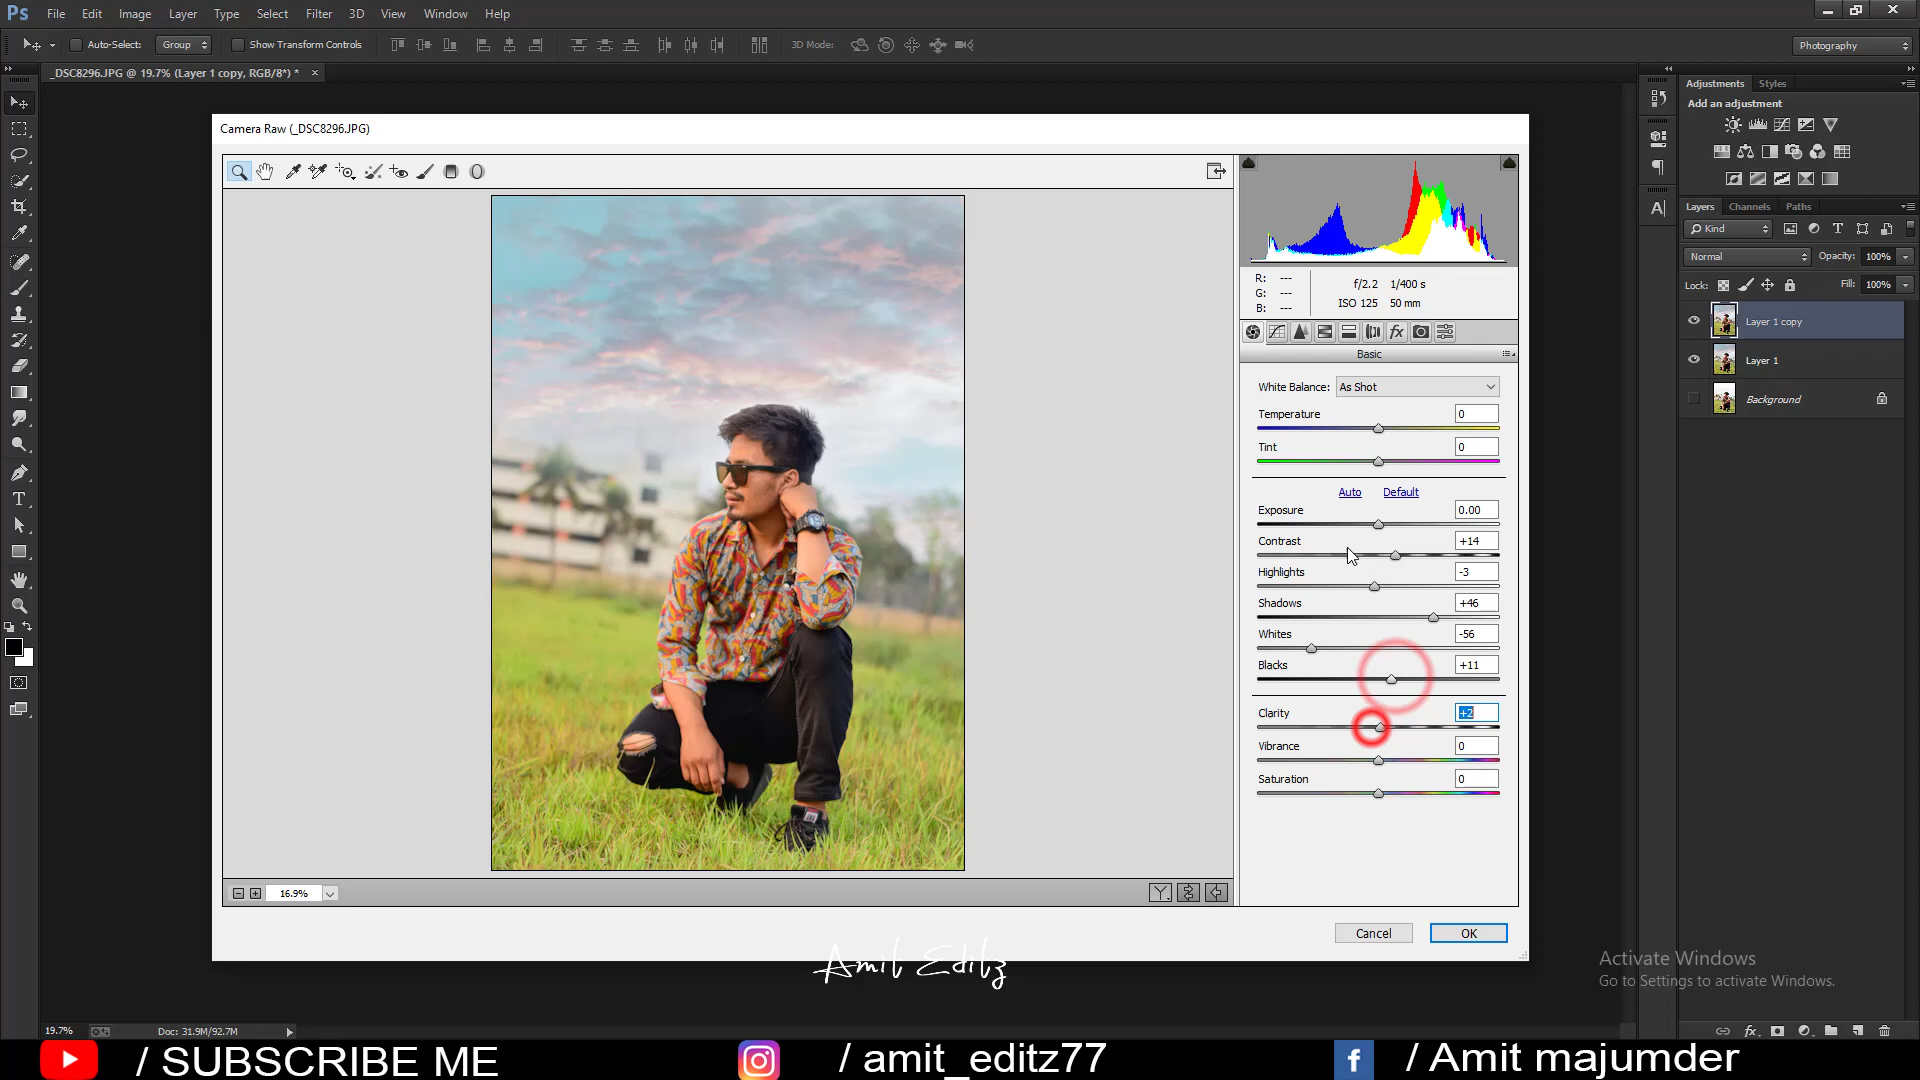 Ps File Edit Image Layer Type Select Filter 3D View Window Help
Auto-Select: Group Show Transform Controls 3D Mode: Photography
_DSC8296.JPG @ 19.7% (Layer 1 copy, RGB/8*) * ×
Camera Raw (_DSC8296.JPG)
R: ---
G: ---
B: ---
f/2.2 1/400 s
ISO 125 50 mm
fx
Basic
White Balance: As Shot
Temperature 0
Tint 0
Auto Default
Exposure 0.00
Contrast +14
Highlights -3
Shadows +46
Whites -56
Blacks +11
Clarity +2
Vibrance 0
Saturation 0
16.9%
Cancel OK
Adjustments Styles
Add an adjustment
Layers Channels Paths
Kind
Normal Opacity: 100%
Lock: Fill: 100%
Layer 1 copy
Layer 1
Background
Amit Editz
Activate Windows
Go to Settings to activate Windows.
19.7% Doc: 31.9M/92.7M
fx
/ SUBSCRIBE ME / amit_editz77 / Amit majumder